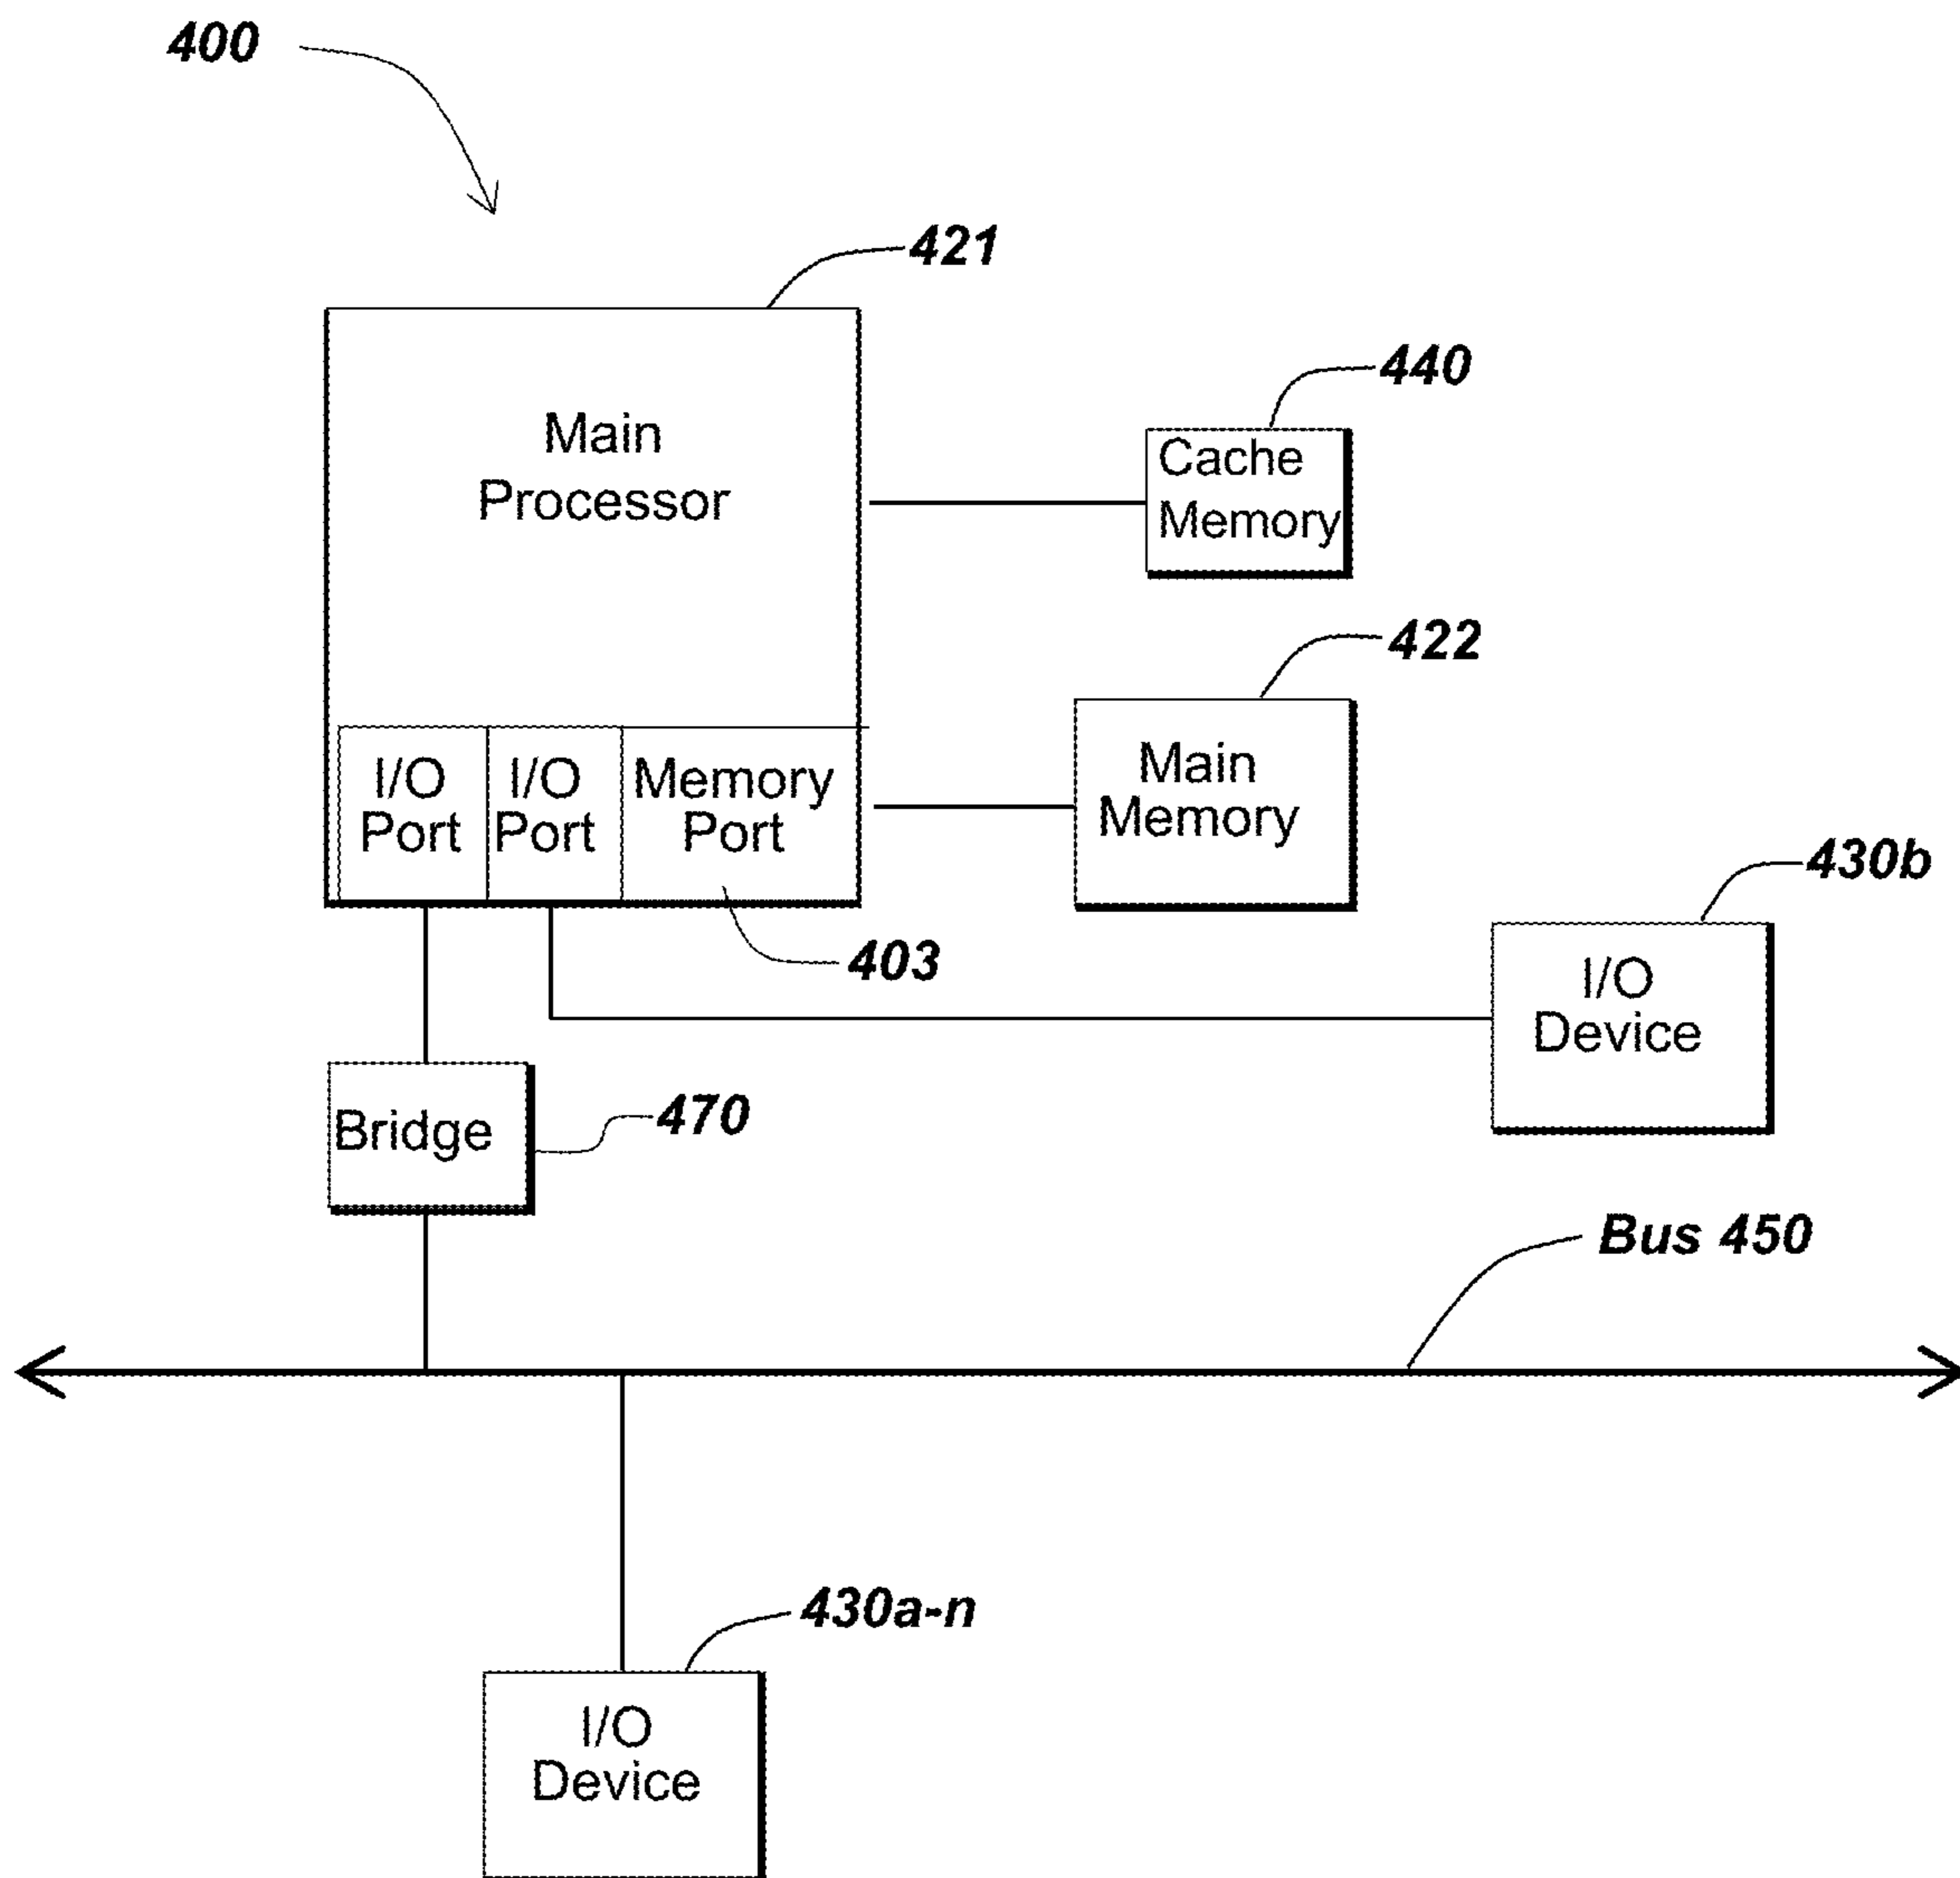 400
421
Main
Processor
440
Cache
Memory
422
Main
Memory
I/O
Port
I/O
Port
Memory
Port
403
430b
I/O
Device
Bridge
470
Bus 450
430a-n
I/O
Device